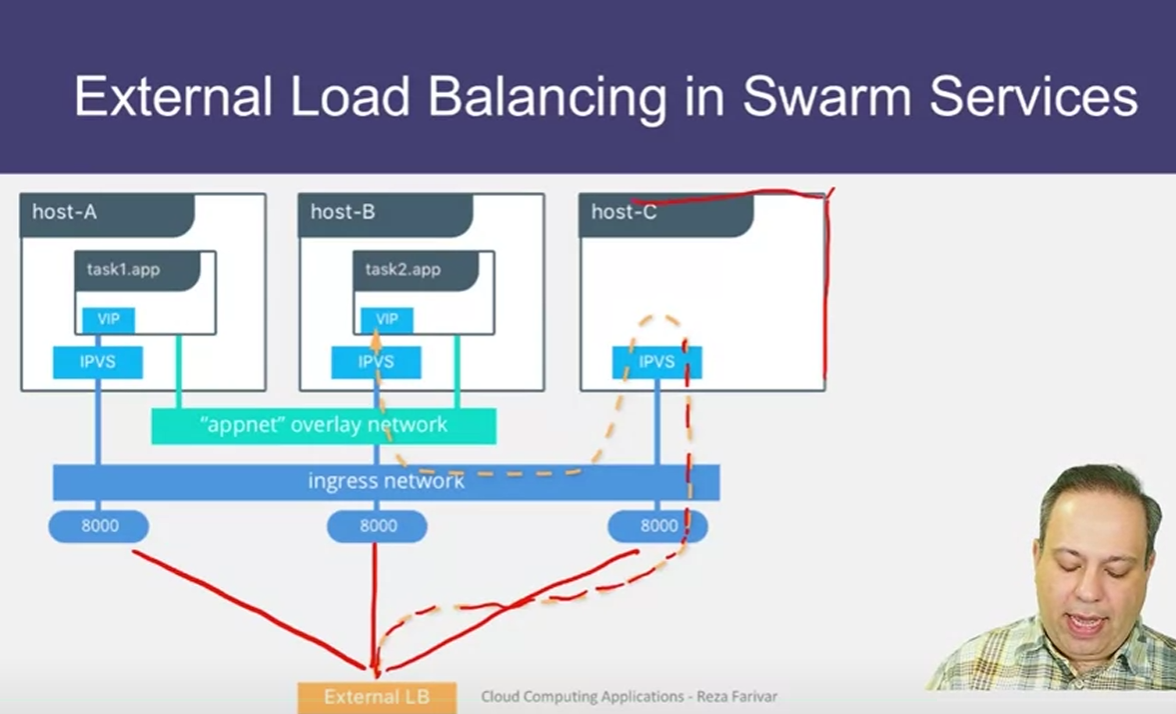 External Load Balancing in Swarm Services
host-A
host-B
host-C
task1.app
task2.app
VIP
VIP
IPVS
IPVS
IPVS
“appnet” overlay network
ingress network
8000
8000
8000
External LB
Cloud Computing Applications - Reza Farivar